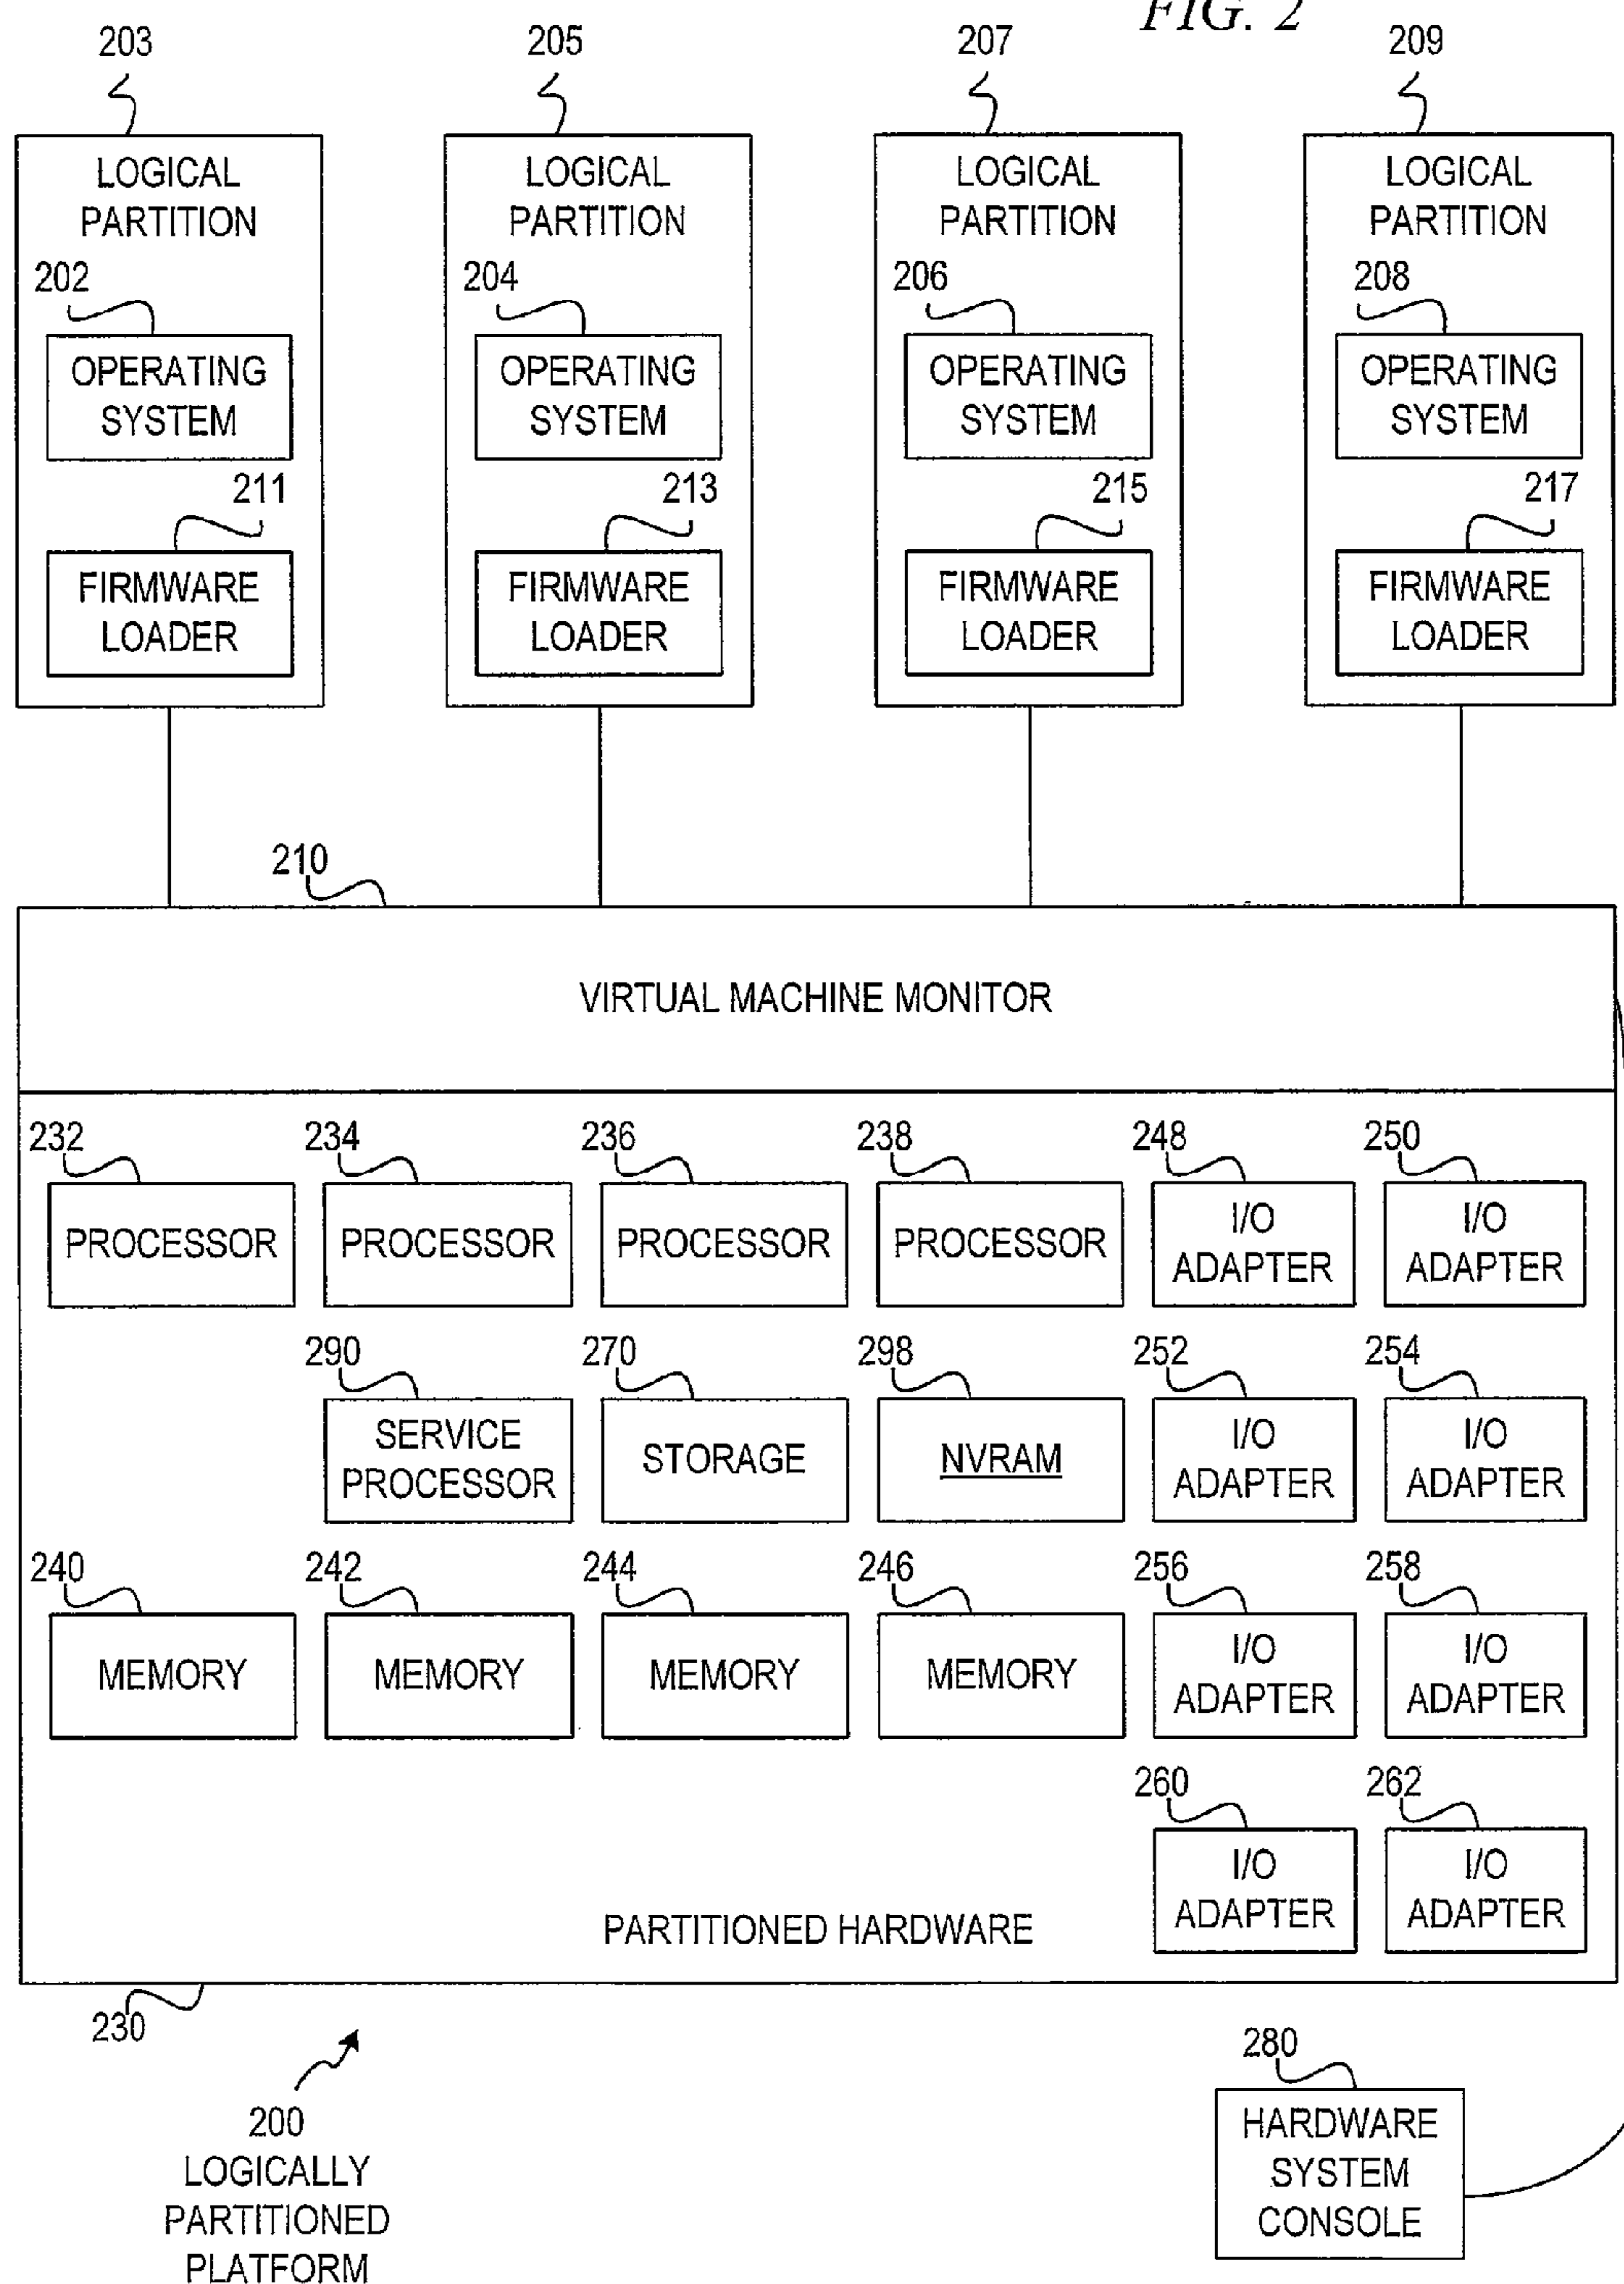 FIG. 2
203 205 207 209
LOGICAL PARTITION
LOGICAL PARTITION
LOGICAL PARTITION
LOGICAL PARTITION
202 204 206 208
OPERATING SYSTEM
OPERATING SYSTEM
OPERATING SYSTEM
OPERATING SYSTEM
211 213 215 217
FIRMWARE LOADER
FIRMWARE LOADER
FIRMWARE LOADER
FIRMWARE LOADER
210
VIRTUAL MACHINE MONITOR
232 234 236 238 248 250
PROCESSOR
PROCESSOR
PROCESSOR
PROCESSOR
I/O ADAPTER
I/O ADAPTER
290 270 298 252 254
SERVICE PROCESSOR
STORAGE
NVRAM
I/O ADAPTER
I/O ADAPTER
240 242 244 246 256 258
MEMORY
MEMORY
MEMORY
MEMORY
I/O ADAPTER
I/O ADAPTER
260 262
I/O ADAPTER
I/O ADAPTER
PARTITIONED HARDWARE
230
200
LOGICALLY
PARTITIONED
PLATFORM
280
HARDWARE
SYSTEM
CONSOLE